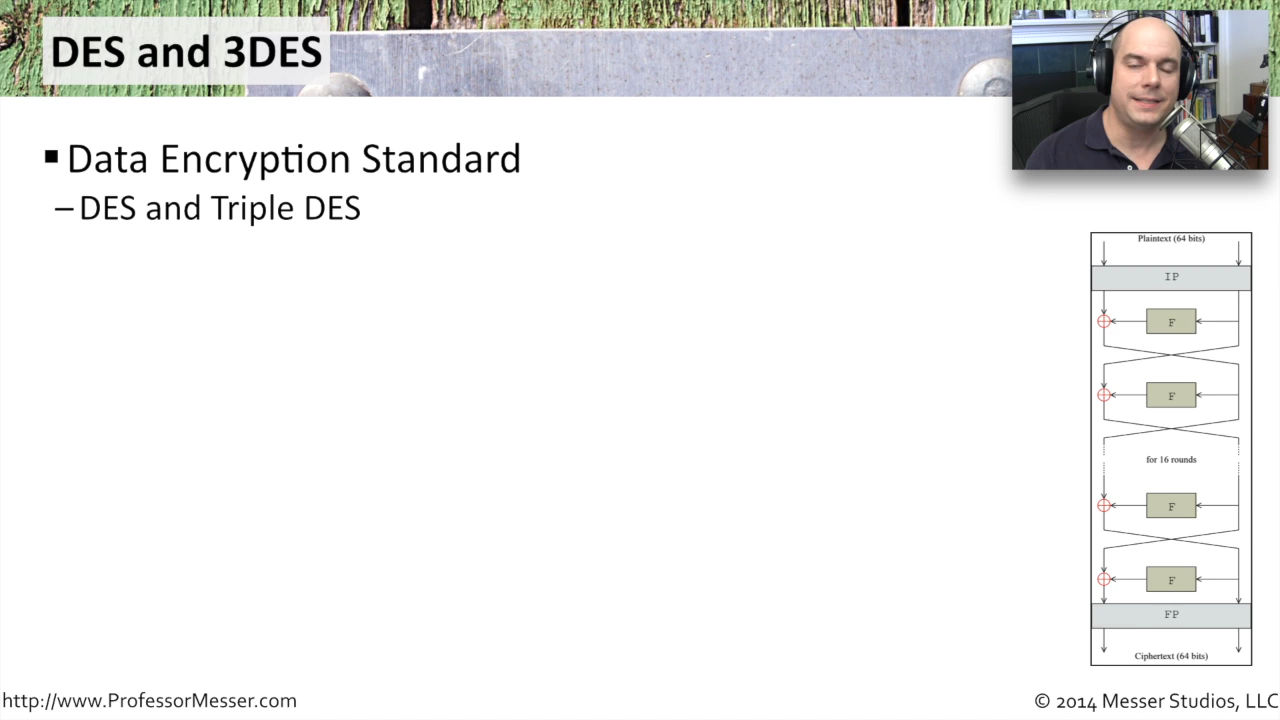 DES and 3DES
■ Data Encryption Standard
– DES and Triple DES
Plaintext (64 bits)
IP
F
F
for 16 rounds
F
F
FP
Ciphertext (64 bits)
http://www.ProfessorMesser.com
© 2014 Messer Studios, LLC